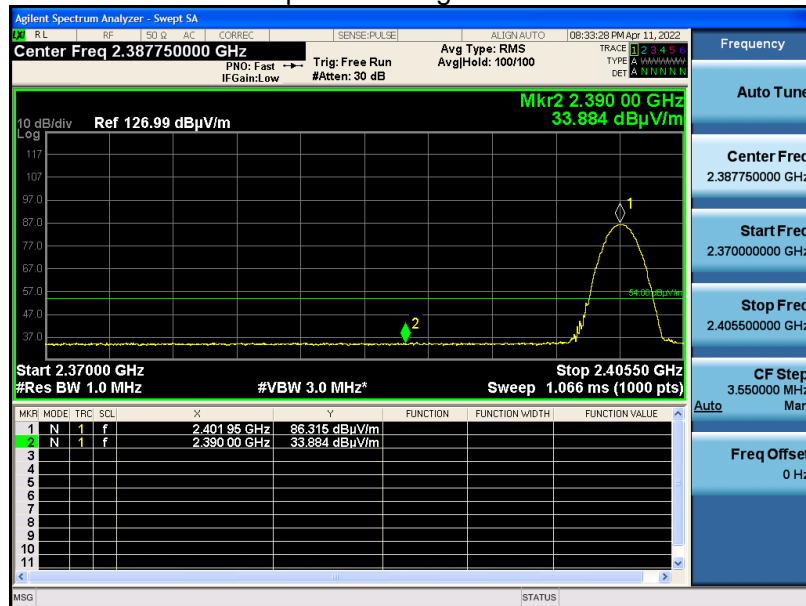 Agilent Spectrum Analyzer - Swept SA
LXI RL RF 50 Ω AC CORREC SENSE:PULSE ALIGN AUTO 08:33:28 PM Apr 11, 2022
Center Freq 2.387750000 GHz
PNO: Fast
IFGain:Low
Trig: Free Run
#Atten: 30 dB
Avg Type: RMS
Avg|Hold: 100/100
TRACE 1 2 3 4 5 6
TYPE A
DET A N N N N N
Mkr2 2.390 00 GHz
33.884 dBµV/m
10 dB/div Ref 126.99 dBµV/m
Log
117
107
97.0
87.0
77.0
67.0
57.0
47.0
37.0
1
2
54.00 dBµV/m
Start 2.37000 GHz Stop 2.40550 GHz
#Res BW 1.0 MHz #VBW 3.0 MHz* Sweep 1.066 ms (1000 pts)
MKR MODE TRC SCL X Y FUNCTION FUNCTION WIDTH FUNCTION VALUE
1 N 1 f 2.401 95 GHz 86.315 dBµV/m
2 N 1 f 2.390 00 GHz 33.884 dBµV/m
3
4
5
6
7
8
9
10
11
MSG STATUS
Frequency
Auto Tune
Center Freq
2.387750000 GHz
Start Freq
2.370000000 GHz
Stop Freq
2.405500000 GHz
CF Step
3.550000 MHz
Auto Man
Freq Offset
0 Hz